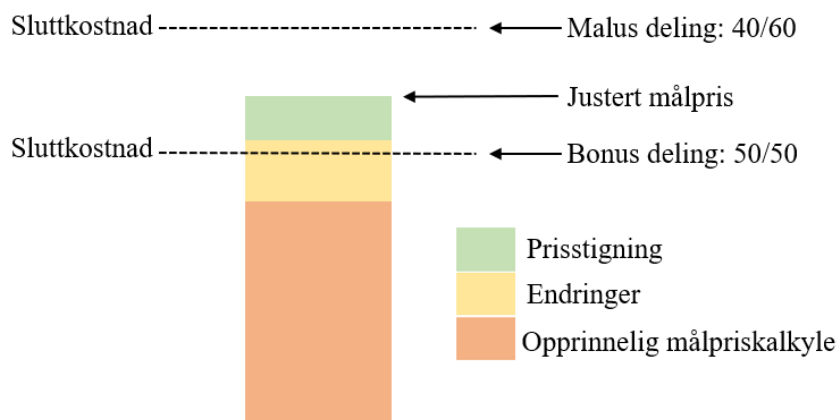 Sluttkostnad
Malus deling: 40/60
Justert målpris
Sluttkostnad
Bonus deling: 50/50
Prisstigning
Endringer
Opprinnelig målpriskalkyle